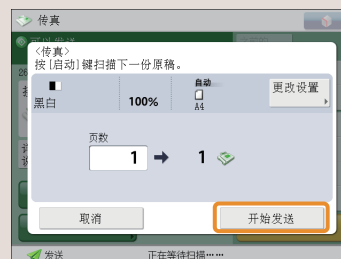 传真
<传真>
按[启动]键扫描下一份原稿。
黑白
100%
自动
A4
更改设置
页数
1 → 1
取消
开始发送
发送
正在等待扫描……